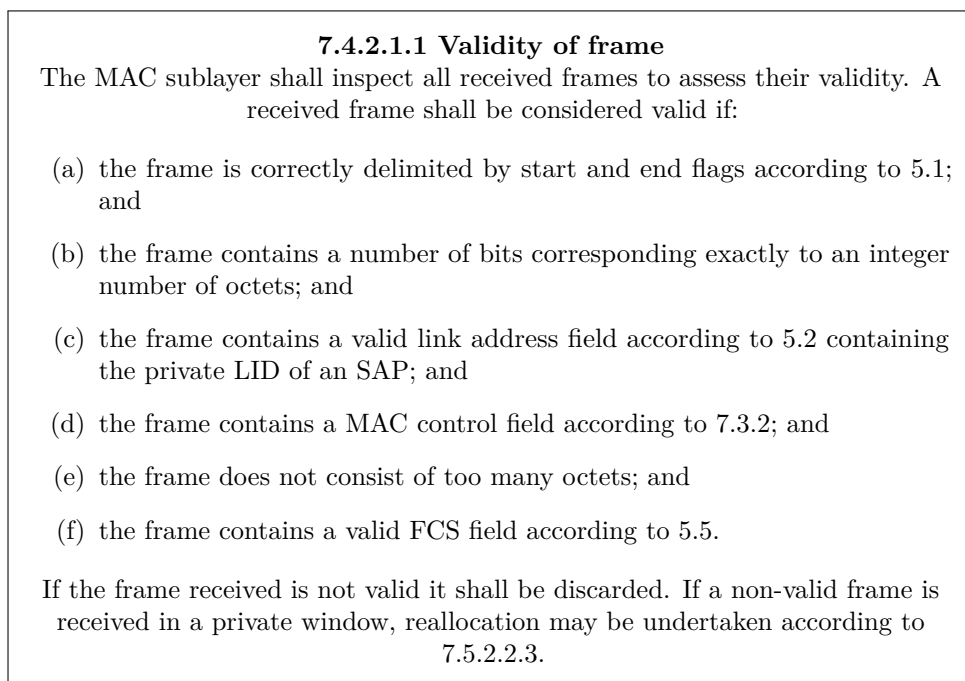 7.4.2.1.1 Validity of frame
The MAC sublayer shall inspect all received frames to assess their validity. A
received frame shall be considered valid if:
(a) the frame is correctly delimited by start and end flags according to 5.1;
and
(b) the frame contains a number of bits corresponding exactly to an integer
number of octets; and
(c) the frame contains a valid link address field according to 5.2 containing
the private LID of an SAP; and
(d) the frame contains a MAC control field according to 7.3.2; and
(e) the frame does not consist of too many octets; and
(f) the frame contains a valid FCS field according to 5.5.
If the frame received is not valid it shall be discarded. If a non-valid frame is
received in a private window, reallocation may be undertaken according to
7.5.2.2.3.